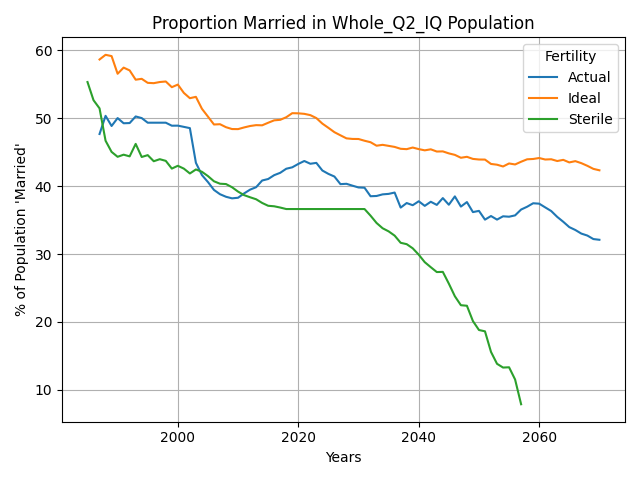 Proportion Married in Whole_Q2_IQ Population
% of Population 'Married'
60
50
40
30
20
10
2000
2020
2040
2060
Years
Fertility
Actual
Ideal
Sterile